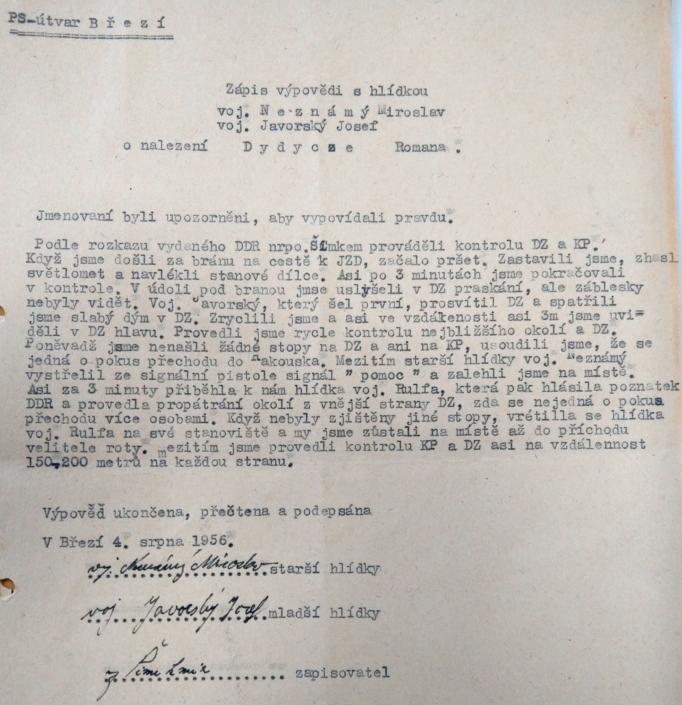 PS-útvar B ř e z í
Zápis výpovědi s hlídkou
voj. N e z n á m ý Miroslav
voj. Javorský Josef
o nalezení D y d y c z e Romana .
Jmenovaní byli upozorněni, aby vypovídali pravdu.
Podle rozkazu vydaného DDR nrpo.Šimkem prováděli kontrolu DZ a KP.
Když jsme došli za bránu na cestě k JZD, začalo pršet. Zastavili jsme, zhasl
světlomet a navlékli stanové dílce. Asi po 3 minutách jsme pokračovali
v kontrole. V údolí pod branou jmse uslyšeli v DZ praskání, ale záblesky
nebyly vidět. Voj. Javorský, který šel první, prosvítil DZ a spatřili
jsme slabý dým v DZ. Zryclili jsme a asi ve vzdálenosti asi 3m jsme uvi-
děli v DZ hlavu. Provedli jsme rycle kontrolu nejbližšího okolí a DZ.
Poněvadž jsme nenašli žádné stopy na DZ a ani na KP, usoudili jsme, že se
jedná o pokus přechodu do Rakouska. Mezitím starší hlídky voj. Neznámý
vystřelil ze signální pistole signál " pomoc " a zalehli jsme na místě.
Asi za 3 minuty přiběhla k nám hlídka voj. Rulfa, která pak hlásila poznatek
DDR a provedla propátrání okolí z vnější strany DZ, zda se nejedná o pokus
přechodu více osobami. Když nebyly zjištěny jiné stopy, vrétilla se hlídka
voj. Rulfa na své stanoviště a my jsme zůstali na místě až do příchodu
velitele roty. mezitím jsme provedli kontrolu KP a DZ asi na vzdálennost
150-200 metrů na každou stranu.
Výpověď ukončena, přečtena a podepsána
V Březí 4. srpna 1956.
voj. Neznámý Miroslav starší hlídky
voj Javorský Josef mladší hlídky
zapisovatel